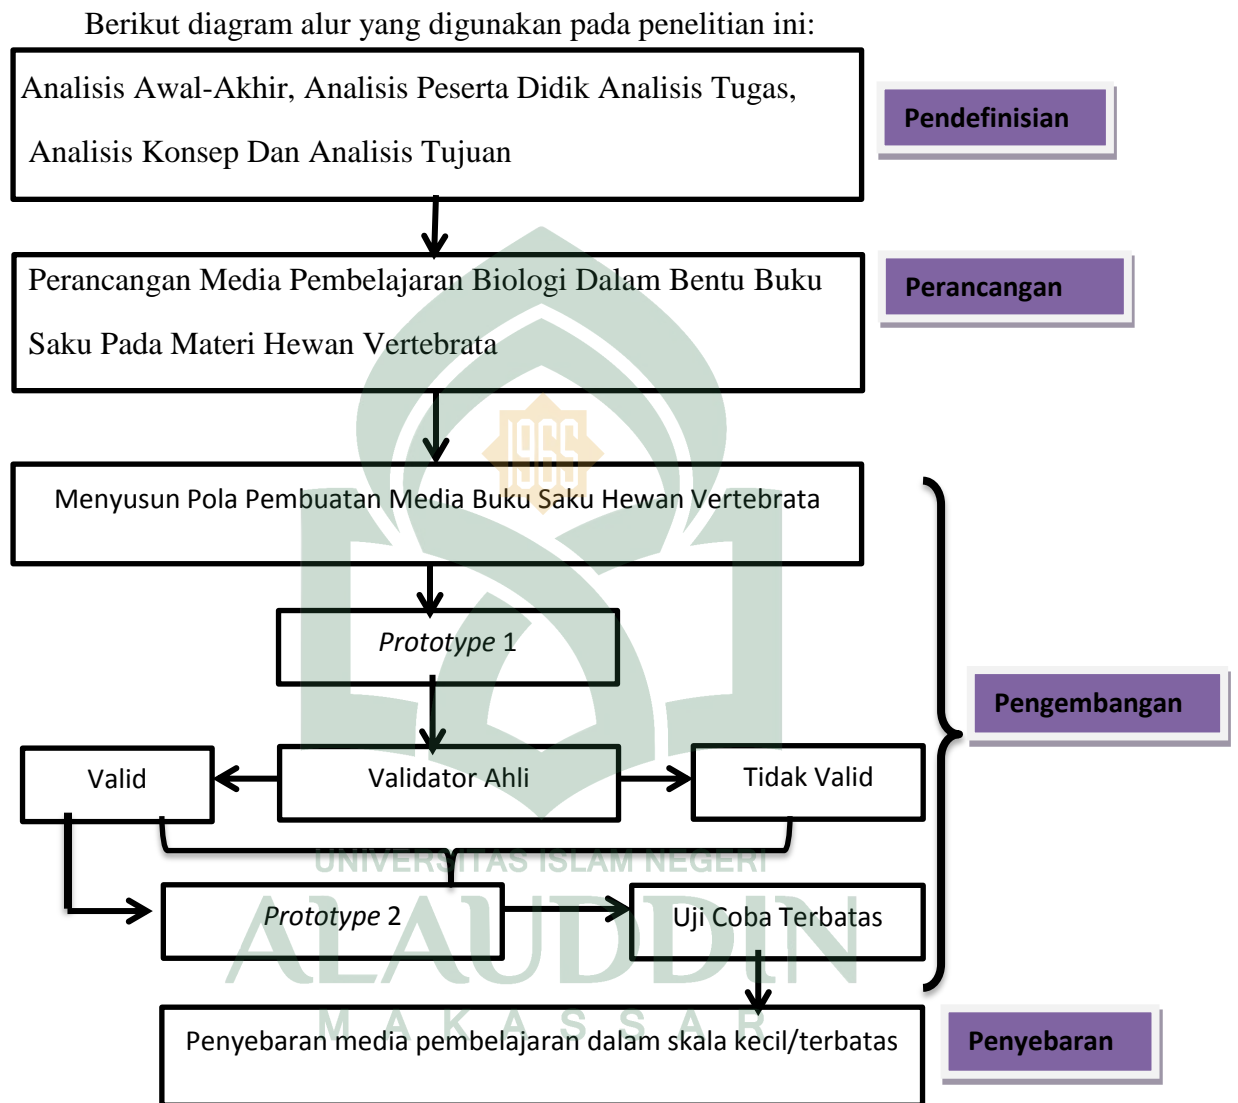 Berikut diagram alur yang digunakan pada penelitian ini:
Analisis Awal-Akhir, Analisis Peserta Didik Analisis Tugas,
Analisis Konsep Dan Analisis Tujuan
Pendefinisian
Perancangan Media Pembelajaran Biologi Dalam Bentu Buku
Saku Pada Materi Hewan Vertebrata
Perancangan
1965
Menyusun Pola Pembuatan Media Buku Saku Hewan Vertebrata
Prototype 1
Pengembangan
Valid
Validator Ahli
Tidak Valid
UNIVERSITAS ISLAM NEGERI
Prototype 2
Uji Coba Terbatas
ALAUDDIN
MAKASSAR
Penyebaran media pembelajaran dalam skala kecil/terbatas
Penyebaran